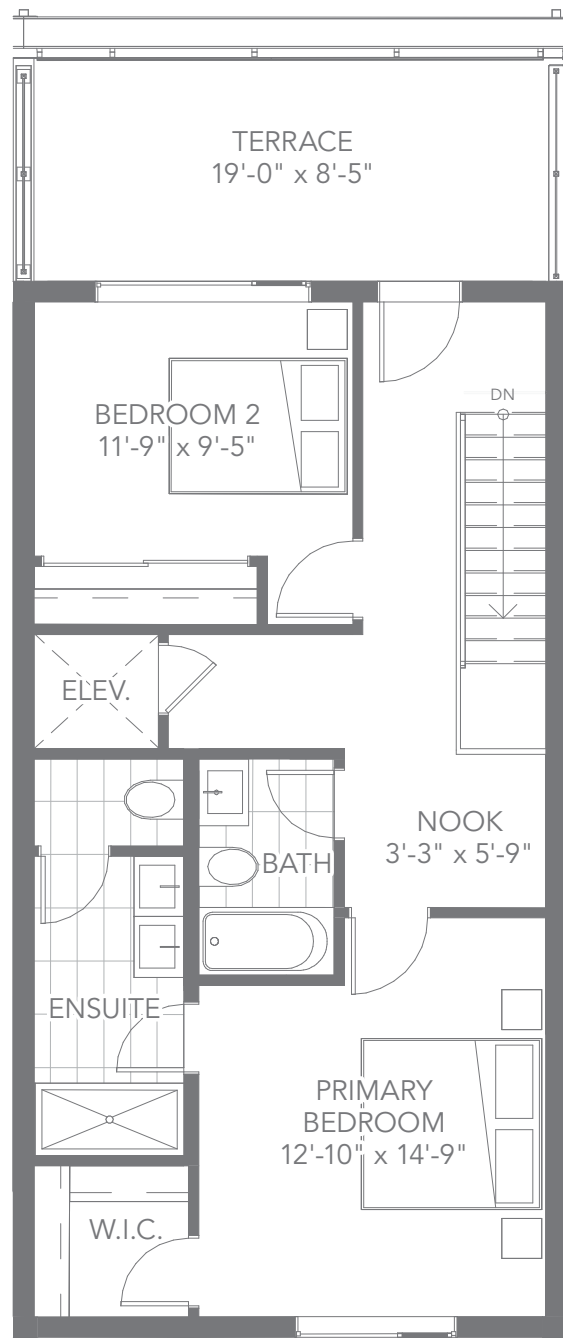 TERRACE
19'-0" x 8'-5"
DN
BEDROOM 2
11'-9" x 9'-5"
ELEV.
NOOK
3'-3" x 5'-9"
BATH
ENSUITE
PRIMARY
BEDROOM
12'-10" x 14'-9"
W.I.C.